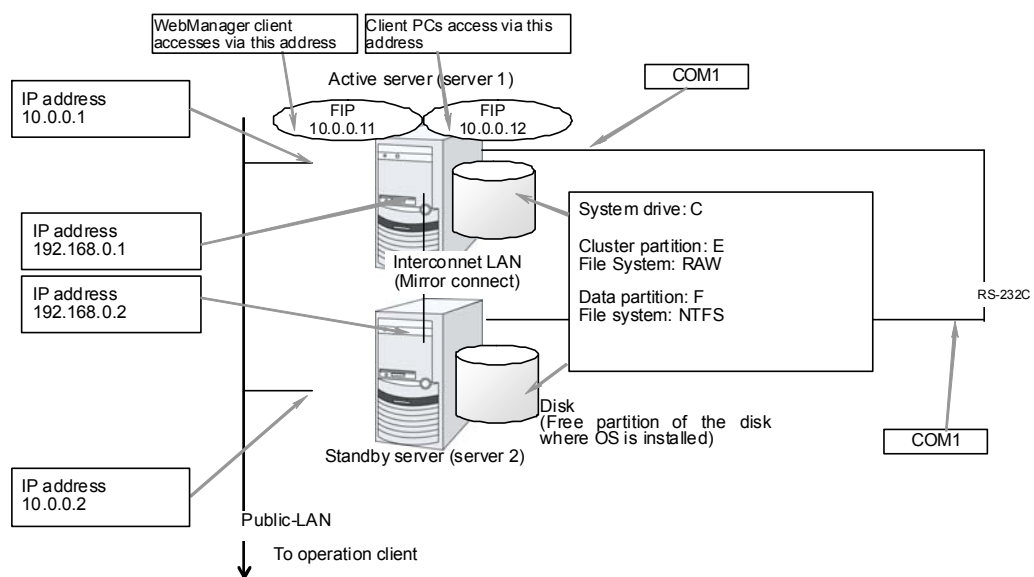 WebManager client
accesses via this address
Client PCs access via this
address
Active server (server 1)
COM1
IP address
10.0.0.1
FIP
10.0.0.11
FIP
10.0.0.12
System drive: C
Cluster partition: E
File System: RAW
Data partition: F
File system: NTFS
IP address
192.168.0.1
Interconnet LAN
(Mirror connect)
IP address
192.168.0.2
RS-232C
Disk
(Free partition of the disk
where OS is installed)
COM1
Standby server (server 2)
IP address
10.0.0.2
Public-LAN
To operation client